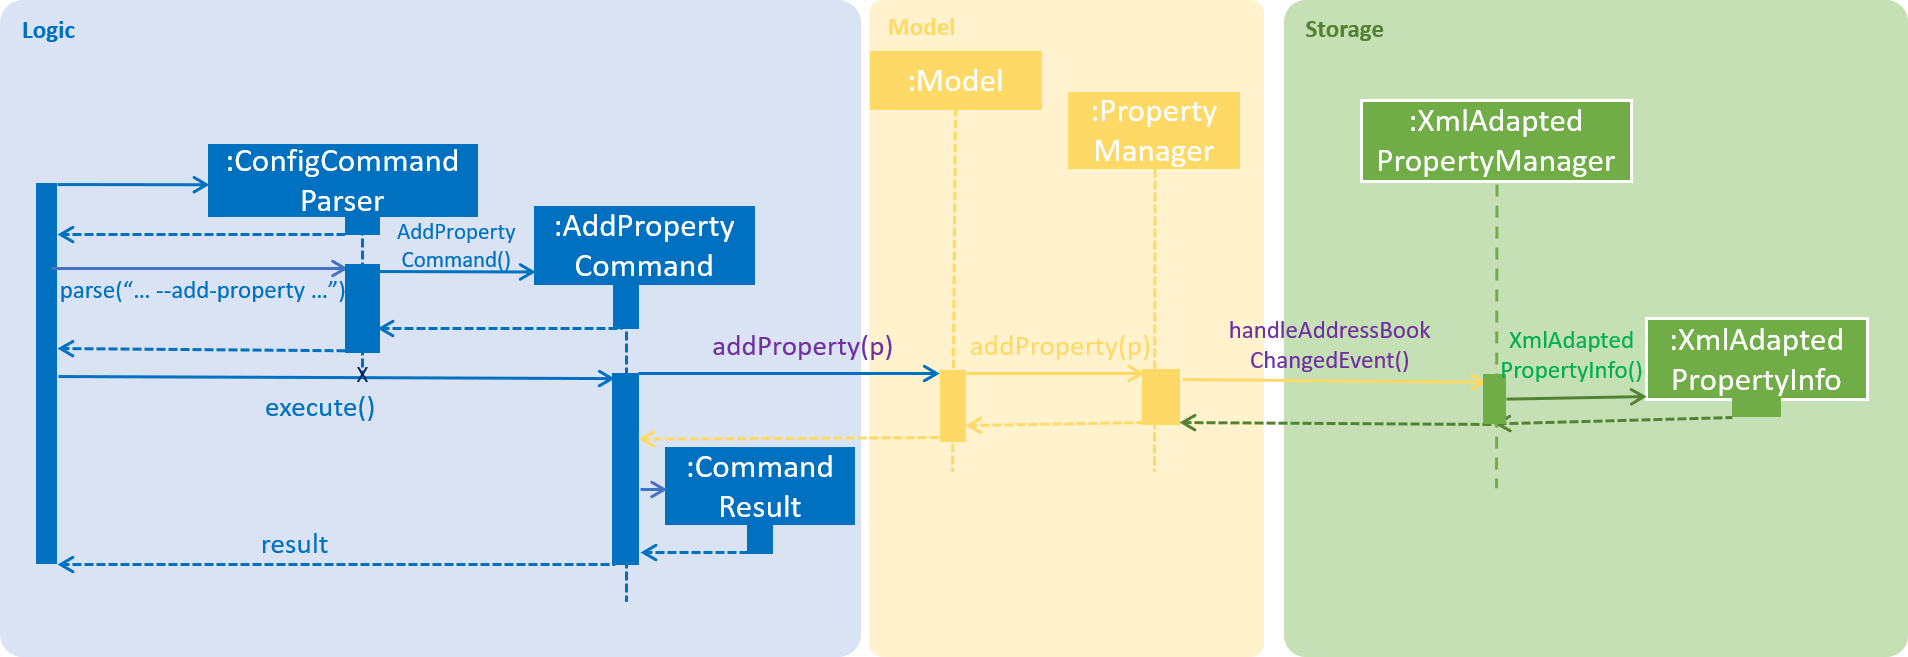 Logic
Model
Storage
:Model
:Property
Manager
:XmlAdapted
PropertyManager
:ConfigCommand
Parser
AddProperty
Command()
:AddProperty
Command
parse(“... --add-property ...”)
addProperty(p)
addProperty(p)
handleAddressBook
ChangedEvent()
XmlAdapted
PropertyInfo()
:XmlAdapted
PropertyInfo
X
execute()
:Command
Result
result